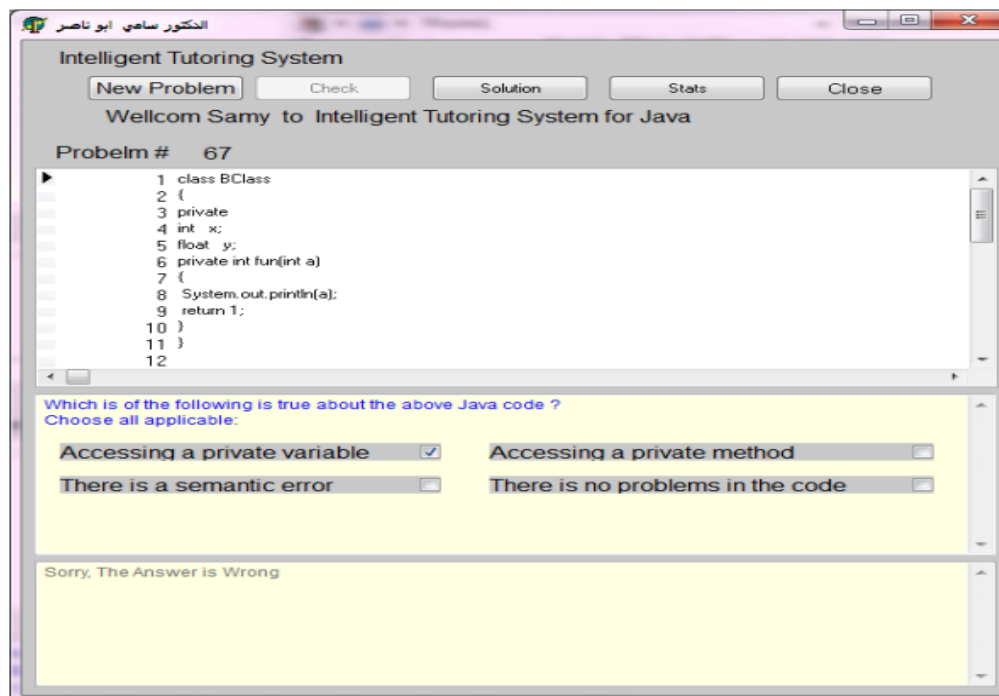 الدكتور سامي ابو ناصر
Intelligent Tutoring System
New Problem Check Solution Stats Close
Wellcom Samy to Intelligent Tutoring System for Java
Probelm # 67
1 class BClass
2 {
3 private
4 int x;
5 float y;
6 private int fun(int a)
7 {
8 System.out.println(a);
9 return 1;
10 }
11 }
12
Which is of the following is true about the above Java code ?
Choose all applicable:
Accessing a private variable Accessing a private method
There is a semantic error There is no problems in the code
Sorry, The Answer is Wrong